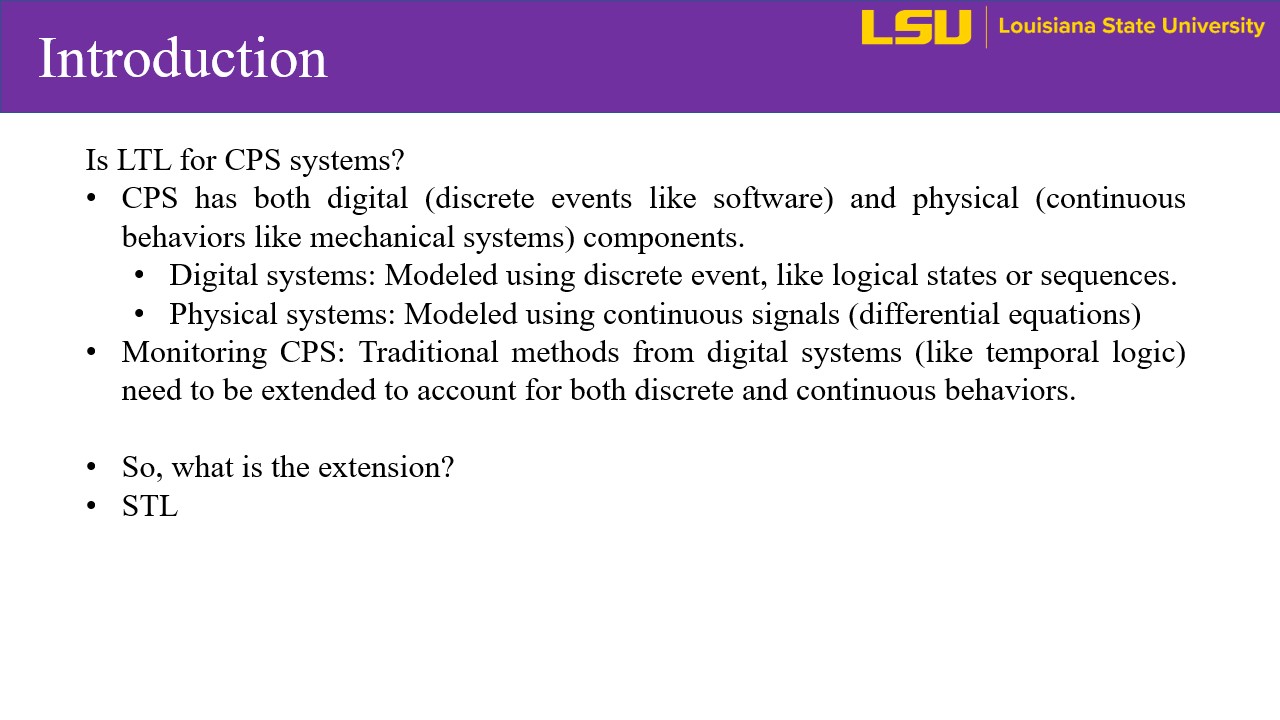 LSU Louisiana State University
Introduction
Is LTL for CPS systems?
• CPS has both digital (discrete events like software) and physical (continuous
behaviors like mechanical systems) components.
• Digital systems: Modeled using discrete event, like logical states or sequences.
• Physical systems: Modeled using continuous signals (differential equations)
• Monitoring CPS: Traditional methods from digital systems (like temporal logic)
need to be extended to account for both discrete and continuous behaviors.
• So, what is the extension?
• STL